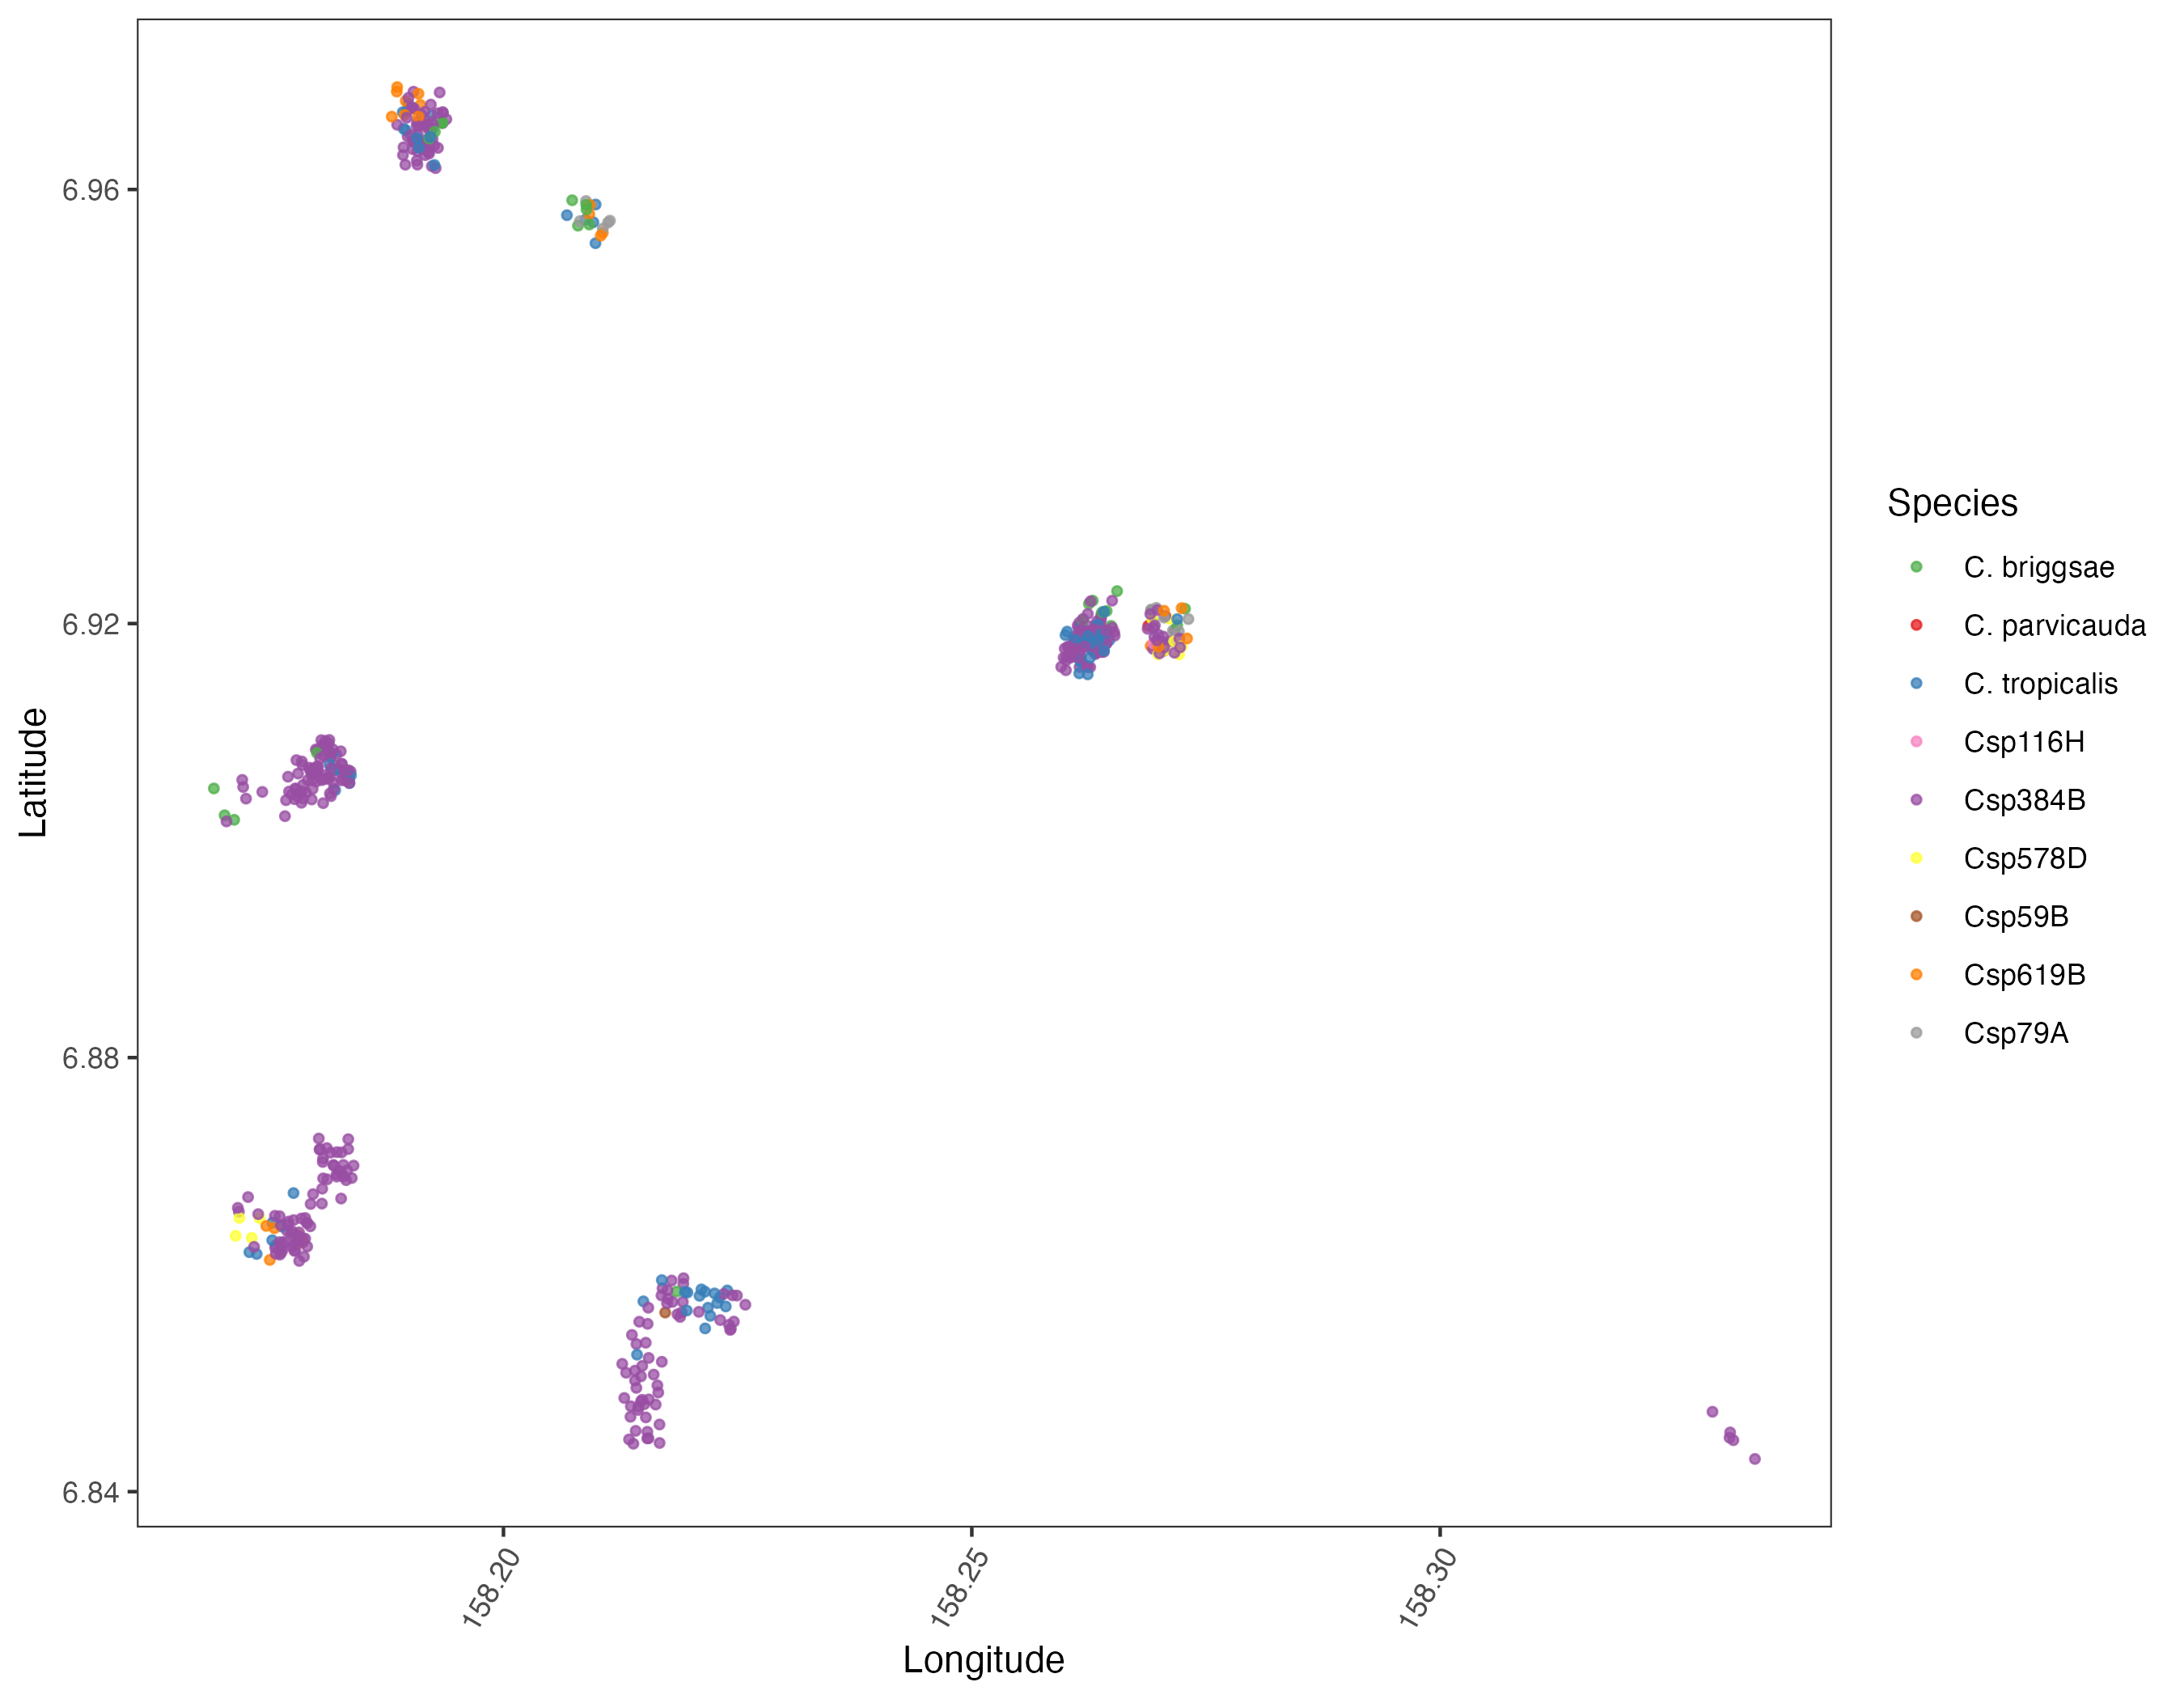 6.96
6.92
6.88
6.84
Latitude
158.20
158.25
158.30
Longitude
Species
C. briggsae
C. parvicauda
C. tropicalis
Csp116H
Csp384B
Csp578D
Csp59B
Csp619B
Csp79A